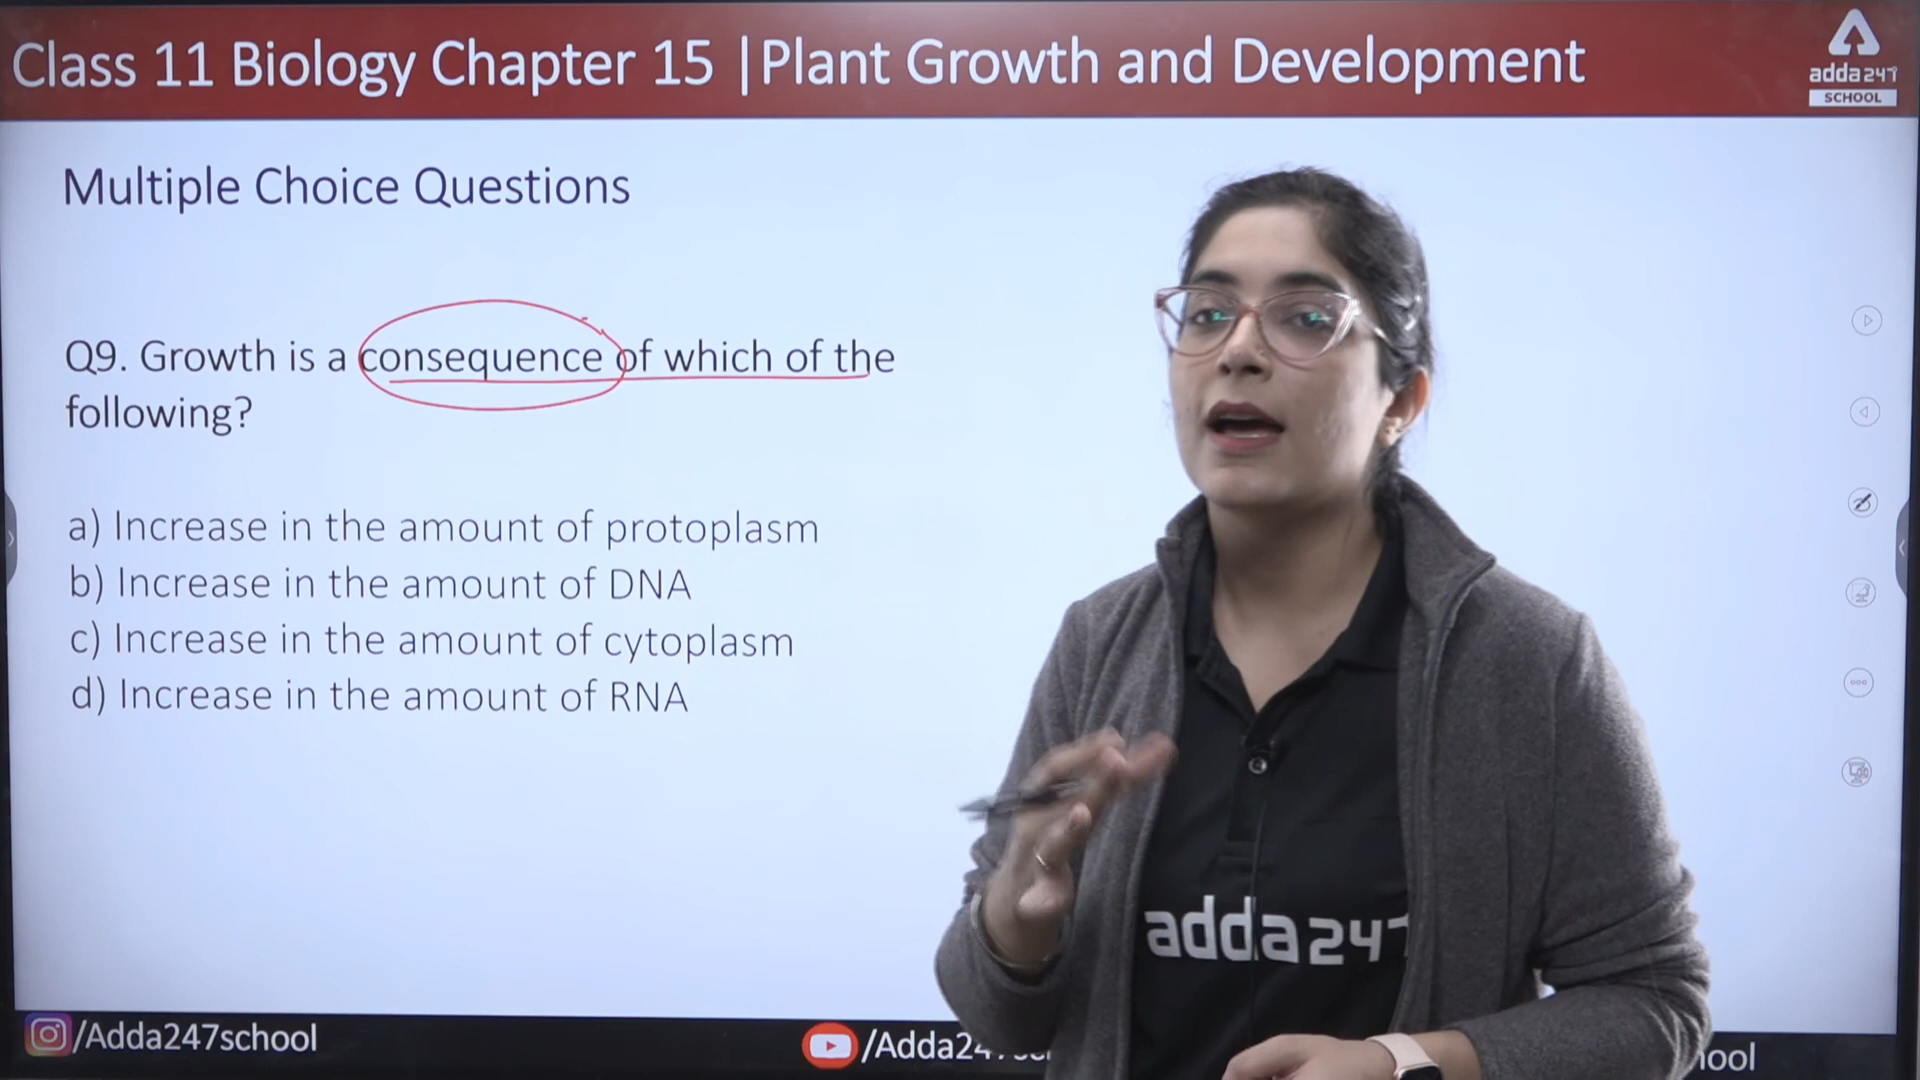 Class 11 Biology Chapter 15 |Plant Growth and Development
adda247
SCHOOL
Multiple Choice Questions
Q9. Growth is a consequence of which of the
following?
a) Increase in the amount of protoplasm
b) Increase in the amount of DNA
c) Increase in the amount of cytoplasm
d) Increase in the amount of RNA
adda247
/Adda247school